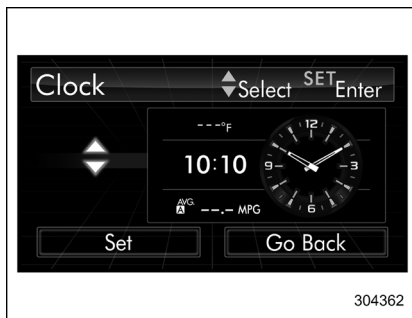 Clock Select SET Enter
---°F
10:10
AVG. A ---.- MPG
12
9 3
6
Set Go Back
304362